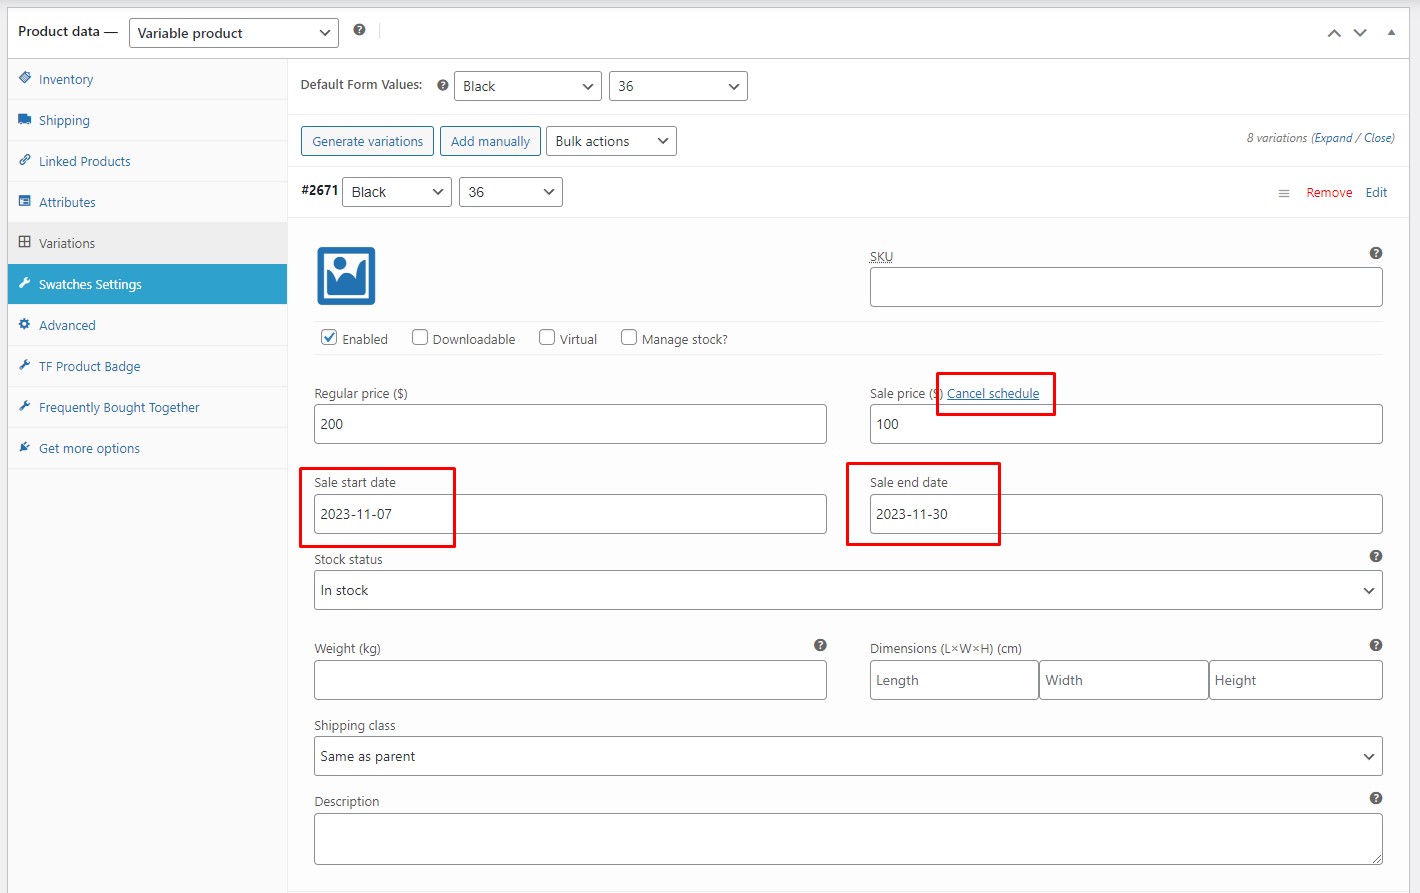 Product data — Variable product
Inventory
Shipping
Linked Products
Attributes
Variations
Swatches Settings
Advanced
TF Product Badge
Frequently Bought Together
Get more options
Default Form Values: Black 36
Generate variations Add manually Bulk actions 8 variations (Expand / Close)
#2671 Black 36 Remove Edit
SKU
Enabled Downloadable Virtual Manage stock?
Regular price ($) Sale price ($) Cancel schedule
200 100
Sale start date Sale end date
2023-11-07 2023-11-30
Stock status
In stock
Weight (kg) Dimensions (L×W×H) (cm)
Length Width Height
Shipping class
Same as parent
Description